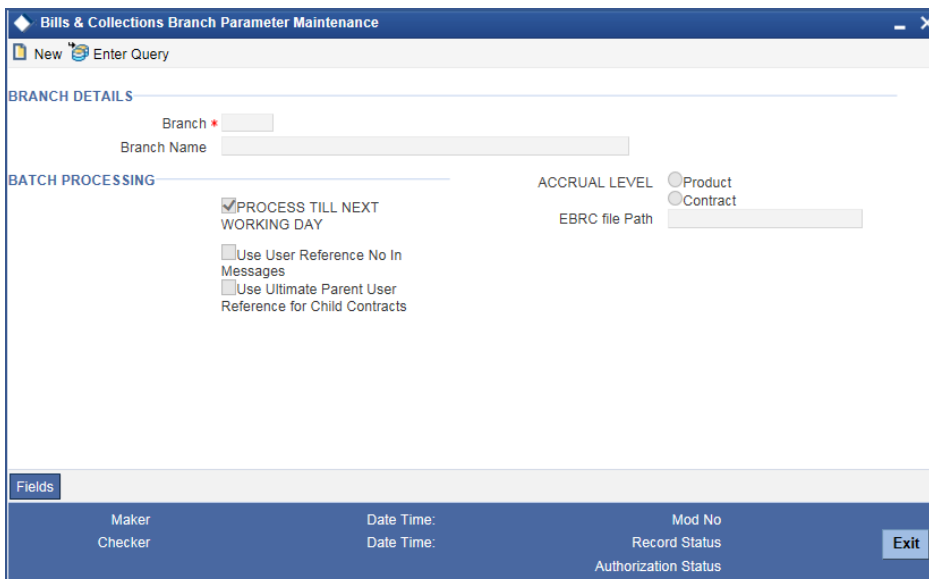 Bills & Collections Branch Parameter Maintenance
New Enter Query
BRANCH DETAILS
Branch *
Branch Name
BATCH PROCESSING
PROCESS TILL NEXT
WORKING DAY
Use User Reference No In
Messages
Use Ultimate Parent User
Reference for Child Contracts
ACCRUAL LEVEL Product
Contract
EBRC file Path
Fields
Maker Date Time: Mod No
Checker Date Time: Record Status Exit
Authorization Status